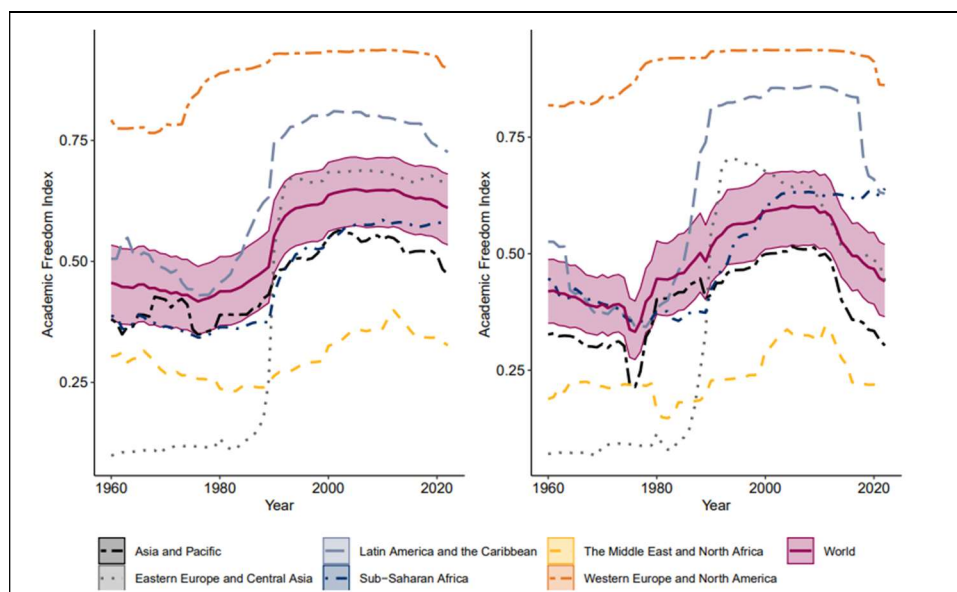 0.75
0.50
0.25
Academic Freedom Index
1960 1980 2000 2020
Year
0.75
0.50
0.25
Academic Freedom Index
1960 1980 2000 2020
Year
Asia and Pacific Latin America and the Caribbean The Middle East and North Africa World
Eastern Europe and Central Asia Sub−Saharan Africa Western Europe and North America